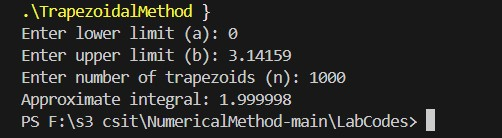 .\TrapezoidalMethod }
Enter lower limit (a): 0
Enter upper limit (b): 3.14159
Enter number of trapezoids (n): 1000
Approximate integral: 1.999998
PS F:\s3 csit\NumericalMethod-main\LabCodes>